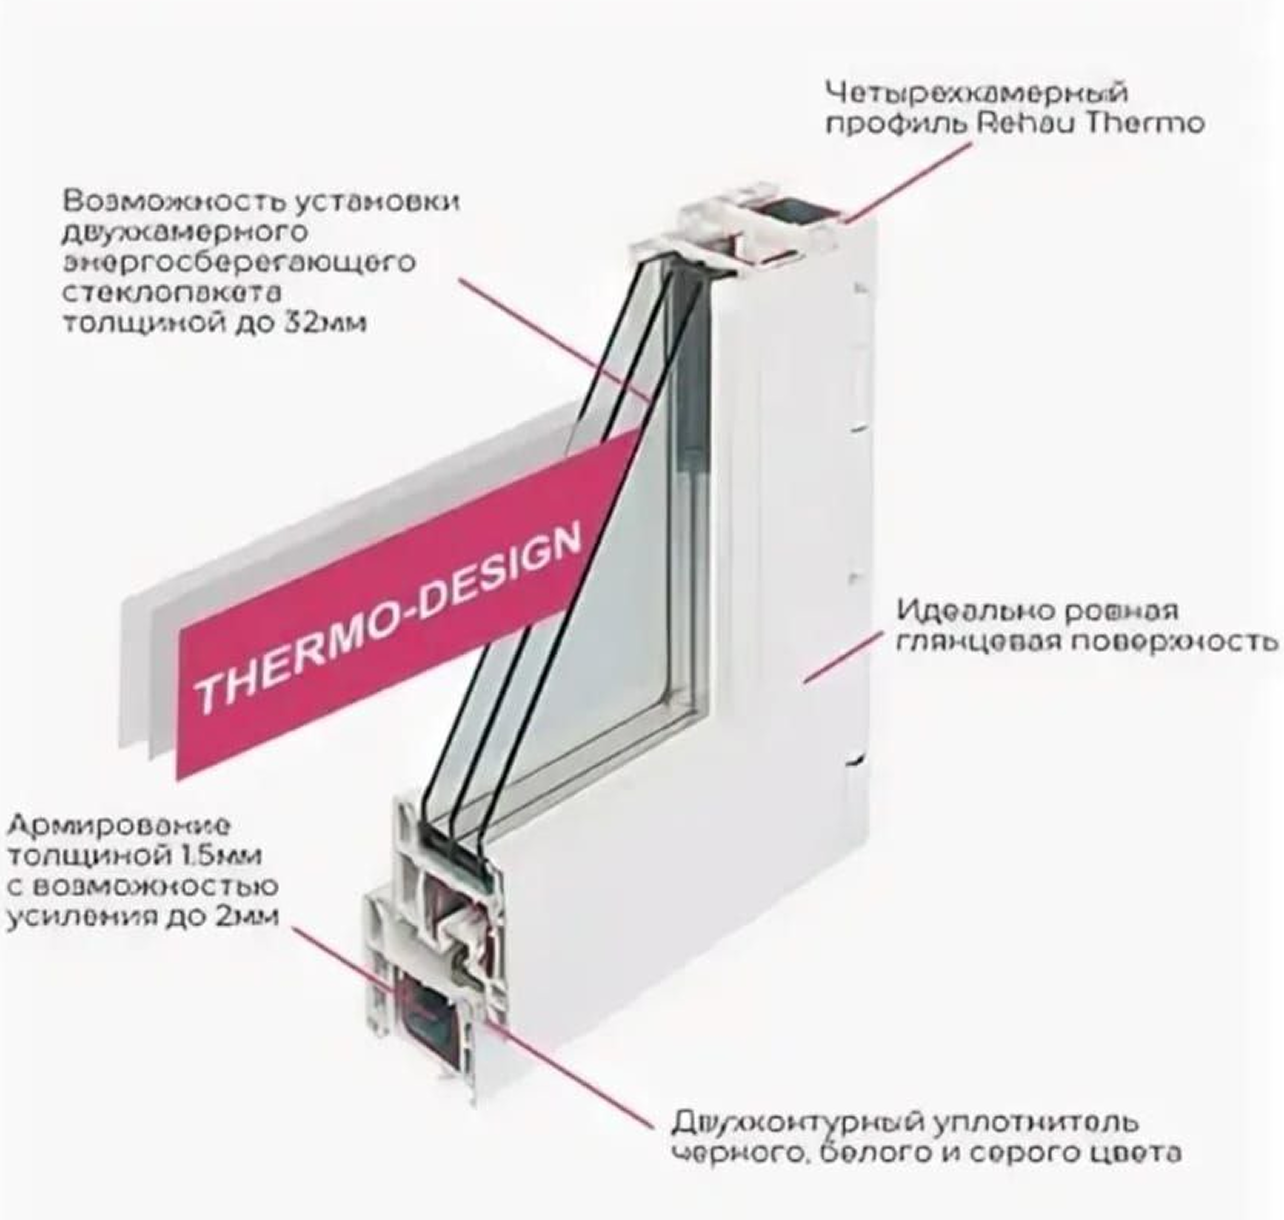 Четырехкамерный
профиль Rehau Thermo
Возможность установки
двухкамерного
энергосберегающего
стеклопакета
толщиной до 32мм
THERMO-DESIGN
Идеально ровная
глянцевая поверхность
Армирование
толщиной 1.5мм
с возможностью
усиления до 2мм
Двухконтурный уплотнитель
черного, белого и серого цвета